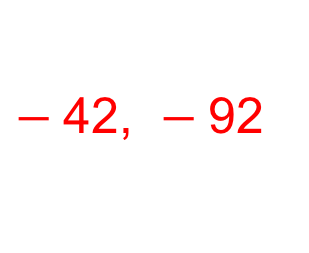 – 42, – 92